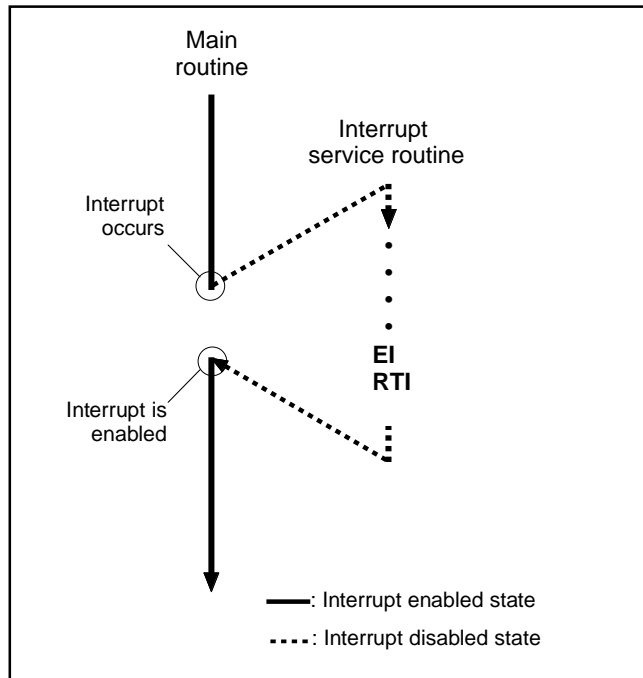 Main
routine
Interrupt
service routine
Interrupt
occurs
EI
RTI
Interrupt is
enabled
: Interrupt enabled state
: Interrupt disabled state